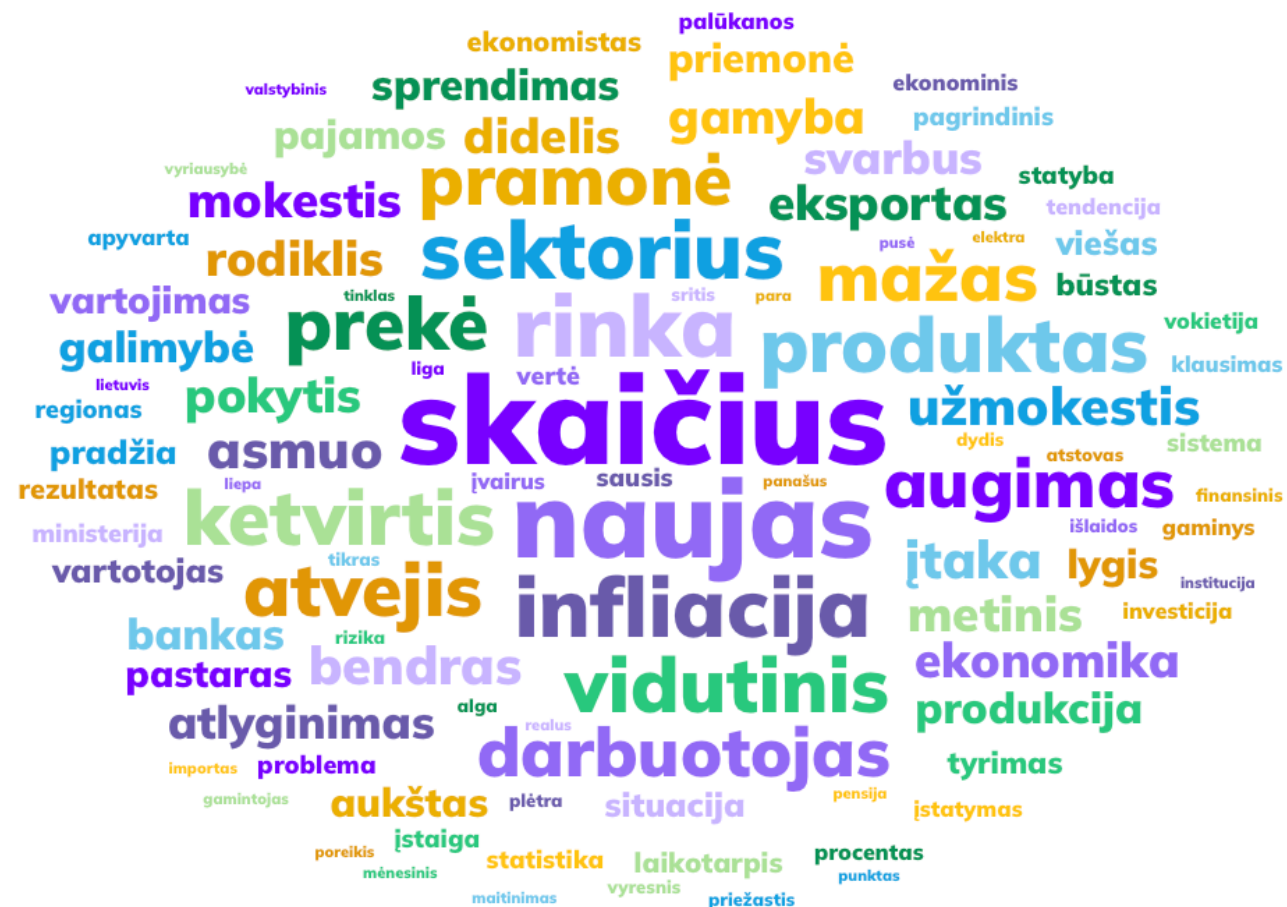 palūkanos
ekonomistas
priemonė
sprendimas
ekonominis
valstybinis
gamyba
pagrindinis
pajamos
didelis
svarbus
vyriausybė
pramonė
statyba
mokestis
eksportas
tendencija
apyvarta
sektorius
pusė
elektra
viešas
rodiklis
mažas
būstas
vartojimas
tinklas
sritis
para
prekė
rinka
vokietija
galimybė
produktas
klausimas
liga
vertė
lietuvis
pokytis
skaičius
regionas
užmokestis
dydis
sistema
pradžia
asmuo
atstovas
rezultatas
liepa
įvairus
sausis
panašus
augimas
finansinis
ministerija
ketvirtis
naujas
išlaidos
gaminys
vartotojas
tikras
įtaka
lygis
institucija
atvejis
infliacija
metinis
investicija
bankas
rizika
pastaras
bendras
ekonomika
vidutinis
atlyginimas
alga
produkcija
realus
importas
problema
darbuotojas
tyrimas
gamintojas
aukštas
plėtra
situacija
pensija
įstatymas
įstaiga
poreikis
statistika
laikotarpis
procentas
mėnesinis
vyresnis
punktas
maitinimas
priežastis